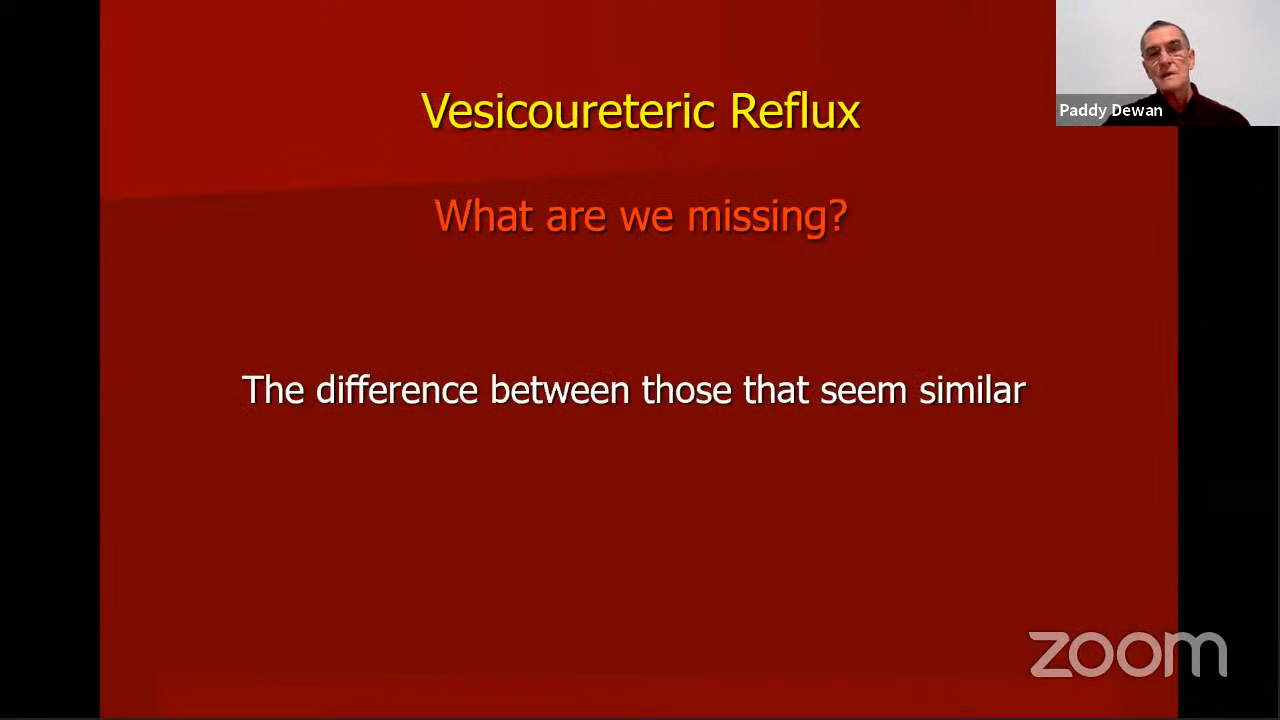 Vesicoureteric Reflux
Paddy Dewan
What are we missing?
The difference between those that seem similar
zoom